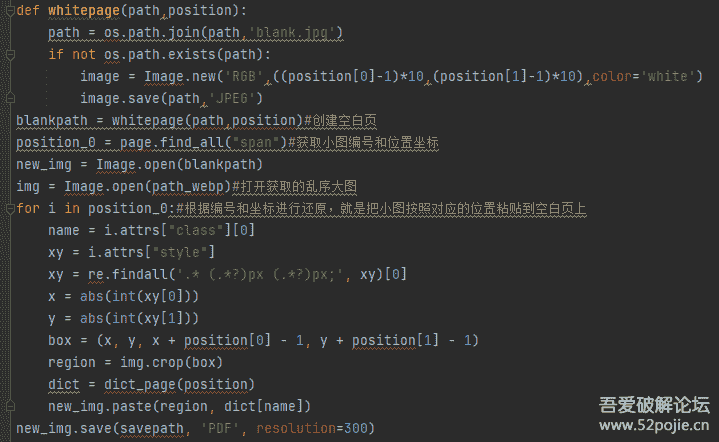 def whitepage(path,position):
    path = os.path.join(path,'blank.jpg')
    if not os.path.exists(path):
        image = Image.new('RGB',((position[0]-1)*10,(position[1]-1)*10),color='white')
        image.save(path,'JPEG')
blankpath = whitepage(path,position)#创建空白页
position_0 = page.find_all("span")#获取小图编号和位置坐标
new_img = Image.open(blankpath)
img = Image.open(path_webp)#打开获取的乱序大图
for i in position_0:#根据编号和坐标进行还原，就是把小图按照对应的位置粘贴到空白页上
    name = i.attrs["class"][0]
    xy = i.attrs["style"]
    xy = re.findall('.* (.*?)px (.*?)px;', xy)[0]
    x = abs(int(xy[0]))
    y = abs(int(xy[1]))
    box = (x, y, x + position[0] - 1, y + position[1] - 1)
    region = img.crop(box)
    dict = dict_page(position)
    new_img.paste(region, dict[name])
new_img.save(savepath, 'PDF', resolution=300)
吾爱破解论坛
www.52pojie.cn